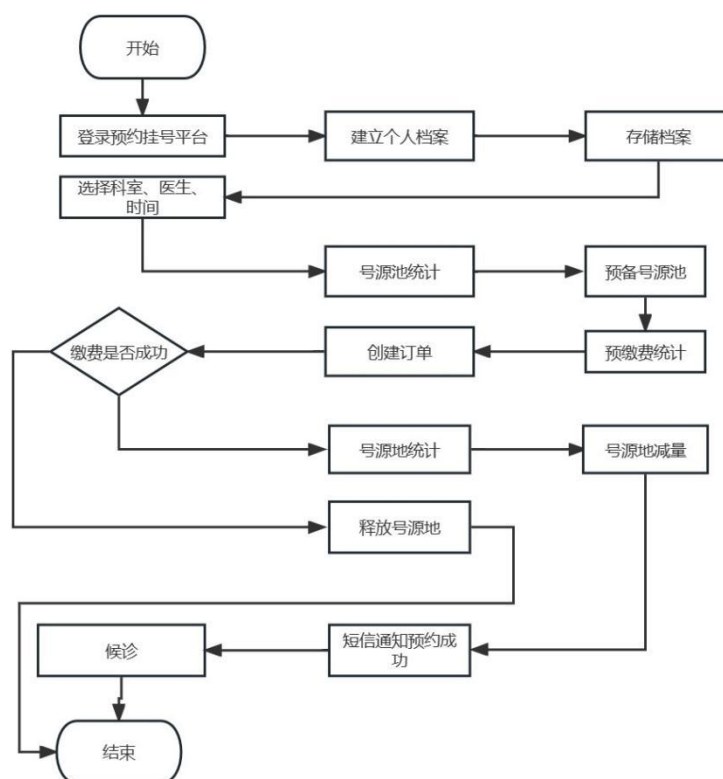 开始
登录预约挂号平台
建立个人档案
存储档案
选择科室、医生、
时间
号源池统计
预备号源池
缴费是否成功
创建订单
预缴费统计
号源地统计
号源地减量
释放号源地
候诊
短信通知预约成
功
结束